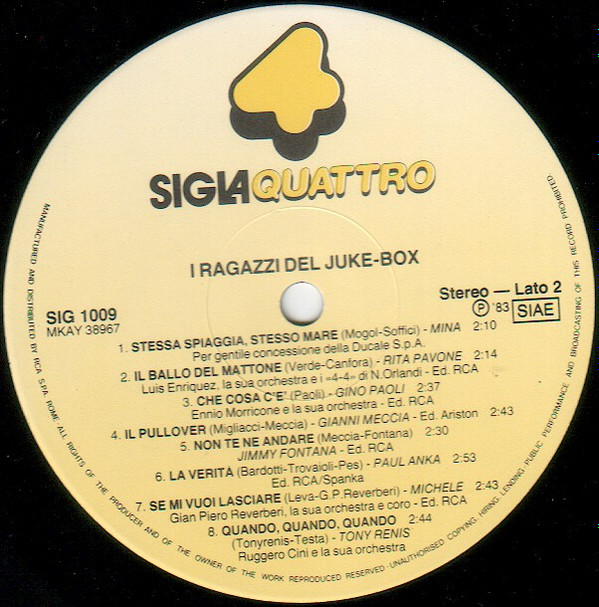 4
SIGLA QUATTRO
I RAGAZZI DEL JUKE-BOX
SIG 1009
MKAY 38967
Stereo — Lato 2
Ⓟ '83 SIAE
1. STESSA SPIAGGIA, STESSO MARE (Mogol-Soffici) - MINA 2:10
Per gentile concessione della Ducale S.p.A.
2. IL BALLO DEL MATTONE (Verde-Canfora) - RITA PAVONE 2:14
Luis Enriquez, la sua orchestra e i «4-4» di N.Orlandi - Ed. RCA
3. CHE COSA C'E' (Paoli) - GINO PAOLI 2:37
Ennio Morricone e la sua orchestra - Ed. RCA
4. IL PULLOVER (Migliacci-Meccia) - GIANNI MECCIA - Ed. Ariston 2:43
5. NON TE NE ANDARE (Meccia-Fontana) 2:30
JIMMY FONTANA - Ed. RCA
6. LA VERITÀ (Bardotti-Trovaioli-Pes) - PAUL ANKA 2:53
Ed. RCA/Spanka
7. SE MI VUOI LASCIARE (Leva-G.P.Reverberi) - MICHELE 2:43
Gian Piero Reverberi, la sua orchestra e coro - Ed. RCA
8. QUANDO, QUANDO, QUANDO 2:44
(Tonyrenis-Testa) - TONY RENIS
Ruggero Cini e la sua orchestra
MANUFACTURED AND DISTRIBUTED BY RCA S.P.A. ROME ALL RIGHTS OF THE PRODUCER AND OF THE OWNER OF THE WORK REPRODUCED RESERVED · UNAUTHORISED COPYING, HIRING, LENDING, PUBLIC PERFORMANCE AND BROADCASTING OF THIS RECORD PROHIBITED.